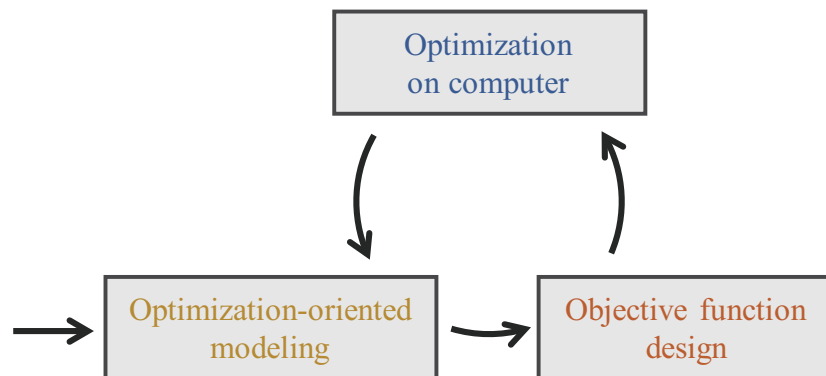 Optimization
on computer
Optimization-oriented
modeling
Objective function
design